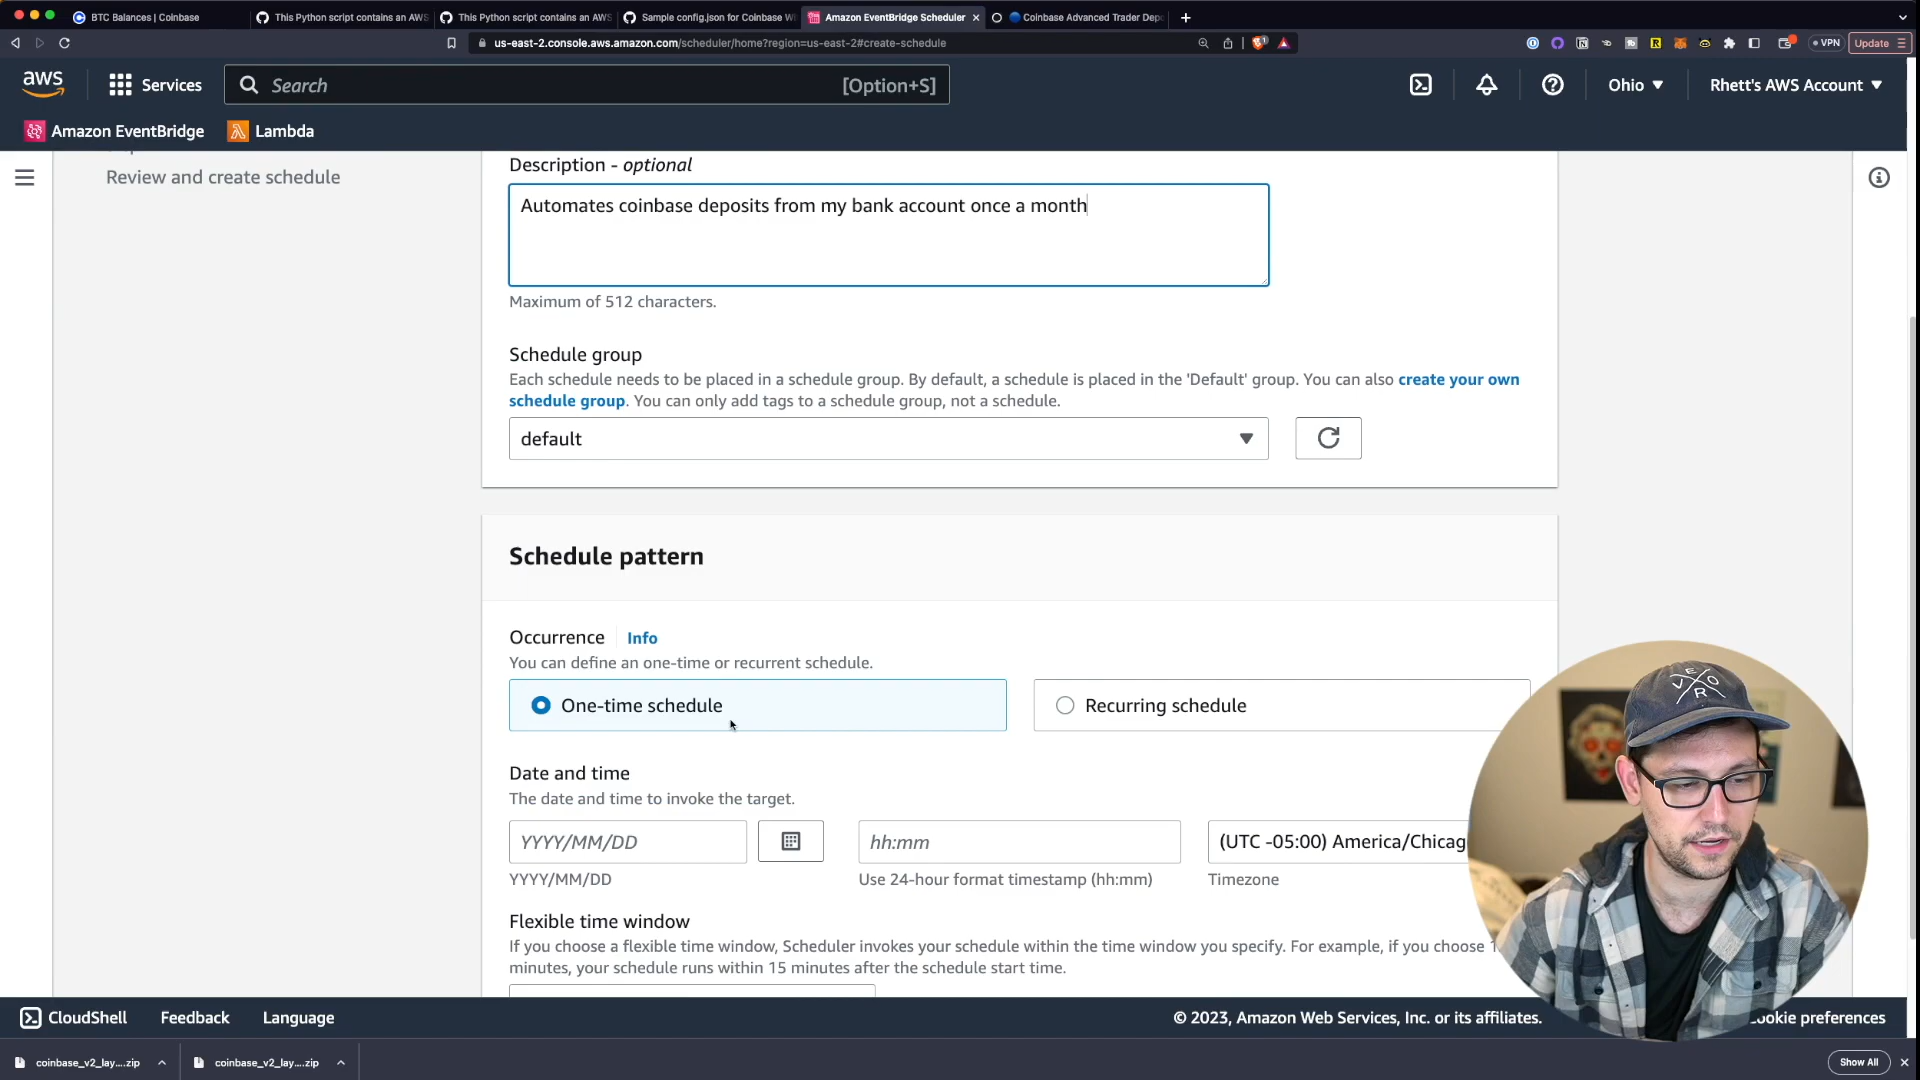 BTC Balances | Coinbase
This Python script contains an AWS
This Python script contains an AWS
Sample config.json for Coinbase W
Amazon EventBridge Scheduler
Coinbase Advanced Trader Depo
us-east-2.console.aws.amazon.com/scheduler/home?region=us-east-2#create-schedule
VPN
Update
aws
Services
Search
[Option+S]
Ohio
Rhett's AWS Account
Amazon EventBridge
Lambda
Review and create schedule
Description - optional
Automates coinbase deposits from my bank account once a month
Maximum of 512 characters.
Schedule group
Each schedule needs to be placed in a schedule group. By default, a schedule is placed in the 'Default' group. You can also create your own
schedule group. You can only add tags to a schedule group, not a schedule.
default
Schedule pattern
Occurrence Info
You can define an one-time or recurrent schedule.
One-time schedule
Recurring schedule
Date and time
The date and time to invoke the target.
YYYY/MM/DD
hh:mm
(UTC -05:00) America/Chicag
YYYY/MM/DD
Use 24-hour format timestamp (hh:mm)
Timezone
Flexible time window
If you choose a flexible time window, Scheduler invokes your schedule within the time window you specify. For example, if you choose 1
minutes, your schedule runs within 15 minutes after the schedule start time.
VEOR
CloudShell
Feedback
Language
© 2023, Amazon Web Services, Inc. or its affiliates.
ookie preferences
coinbase_v2_lay....zip
coinbase_v2_lay....zip
Show All